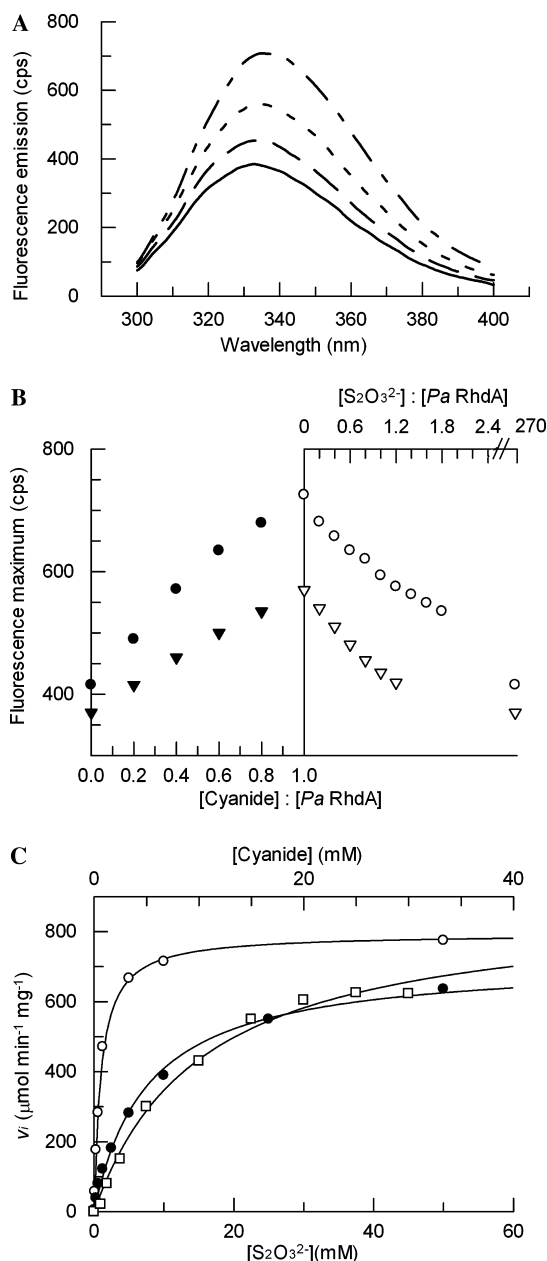 A
800
600
400
200
0
Fluorescence emission (cps)
300 320 340 360 380 400
Wavelength (nm)
B
[S2O3²⁻] : [Pa RhdA]
0 0.6 1.2 1.8 2.4 270
800
600
400
Fluorescence maximum (cps)
0.0 0.2 0.4 0.6 0.8 1.0
[Cyanide] : [Pa RhdA]
C
[Cyanide] (mM)
0 20 40
800
600
400
200
0
vi (μmol min⁻¹ mg⁻¹)
0 20 40 60
[S2O3²⁻](mM)